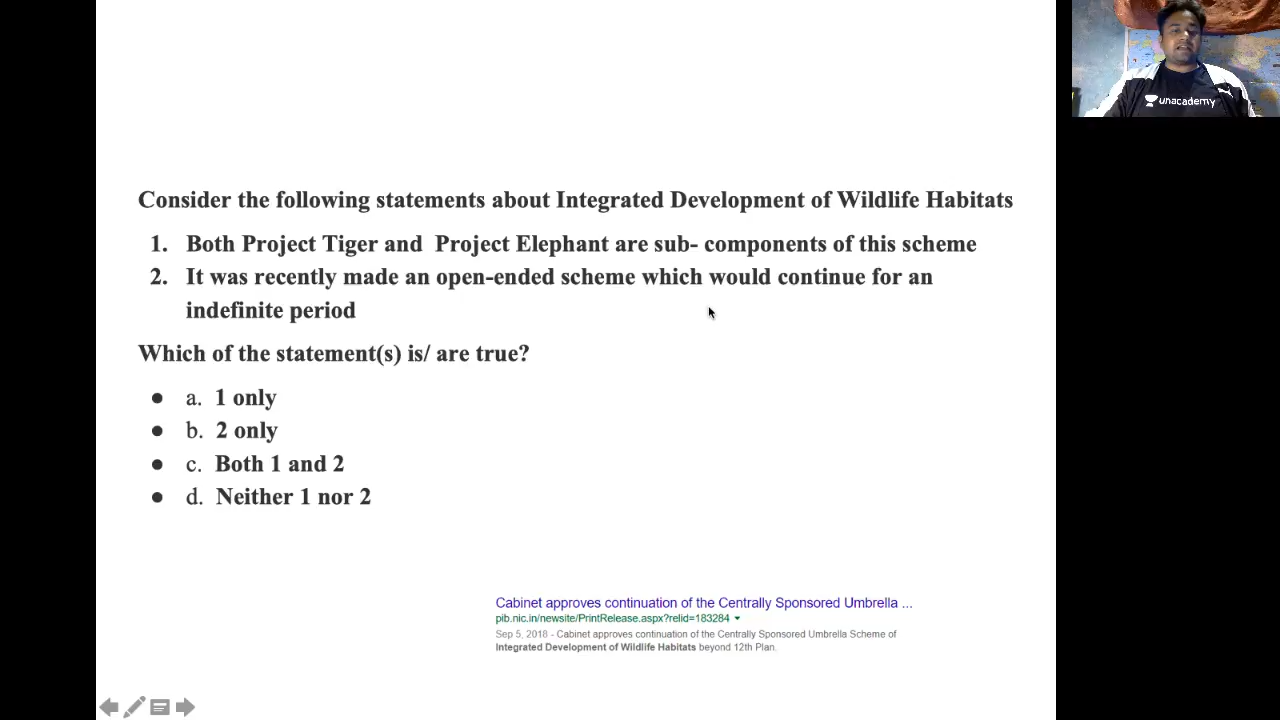 Consider the following statements about Integrated Development of Wildlife Habitats
1. Both Project Tiger and Project Elephant are sub- components of this scheme
2. It was recently made an open-ended scheme which would continue for an
indefinite period
Which of the statement(s) is/ are true?
● a. 1 only
● b. 2 only
● c. Both 1 and 2
● d. Neither 1 nor 2
Cabinet approves continuation of the Centrally Sponsored Umbrella ...
pib.nic.in/newsite/PrintRelease.aspx?relid=183284
Sep 5, 2018 - Cabinet approves continuation of the Centrally Sponsored Umbrella Scheme of
Integrated Development of Wildlife Habitats beyond 12th Plan.
unacademy